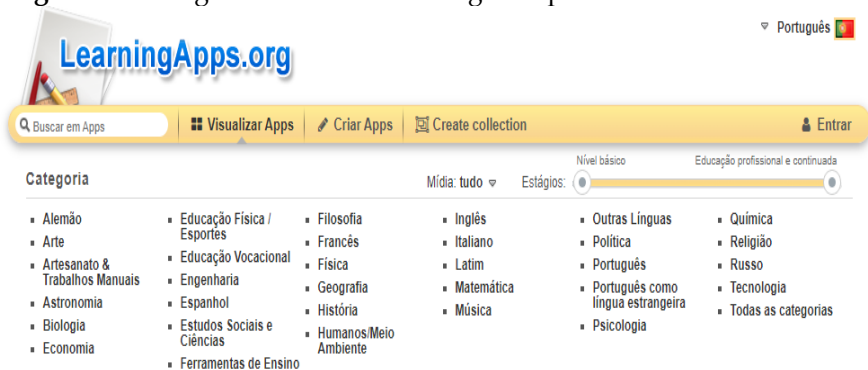 Português
LearningApps.org
Buscar em Apps
Visualizar Apps
Criar Apps
Create collection
Entrar
Categoria
Mídia: tudo
Estágios:
Nível básico
Educação profissional e continuada
Alemão
Arte
Artesanato &
Trabalhos Manuais
Astronomia
Biologia
Economia
Educação Física /
Esportes
Educação Vocacional
Engenharia
Espanhol
Estudos Sociais e
Ciências
Ferramentas de Ensino
Filosofia
Francês
Física
Geografia
História
Humanos/Meio
Ambiente
Inglês
Italiano
Latim
Matemática
Música
Outras Línguas
Política
Português
Português como
língua estrangeira
Psicologia
Química
Religião
Russo
Tecnologia
Todas as categorias